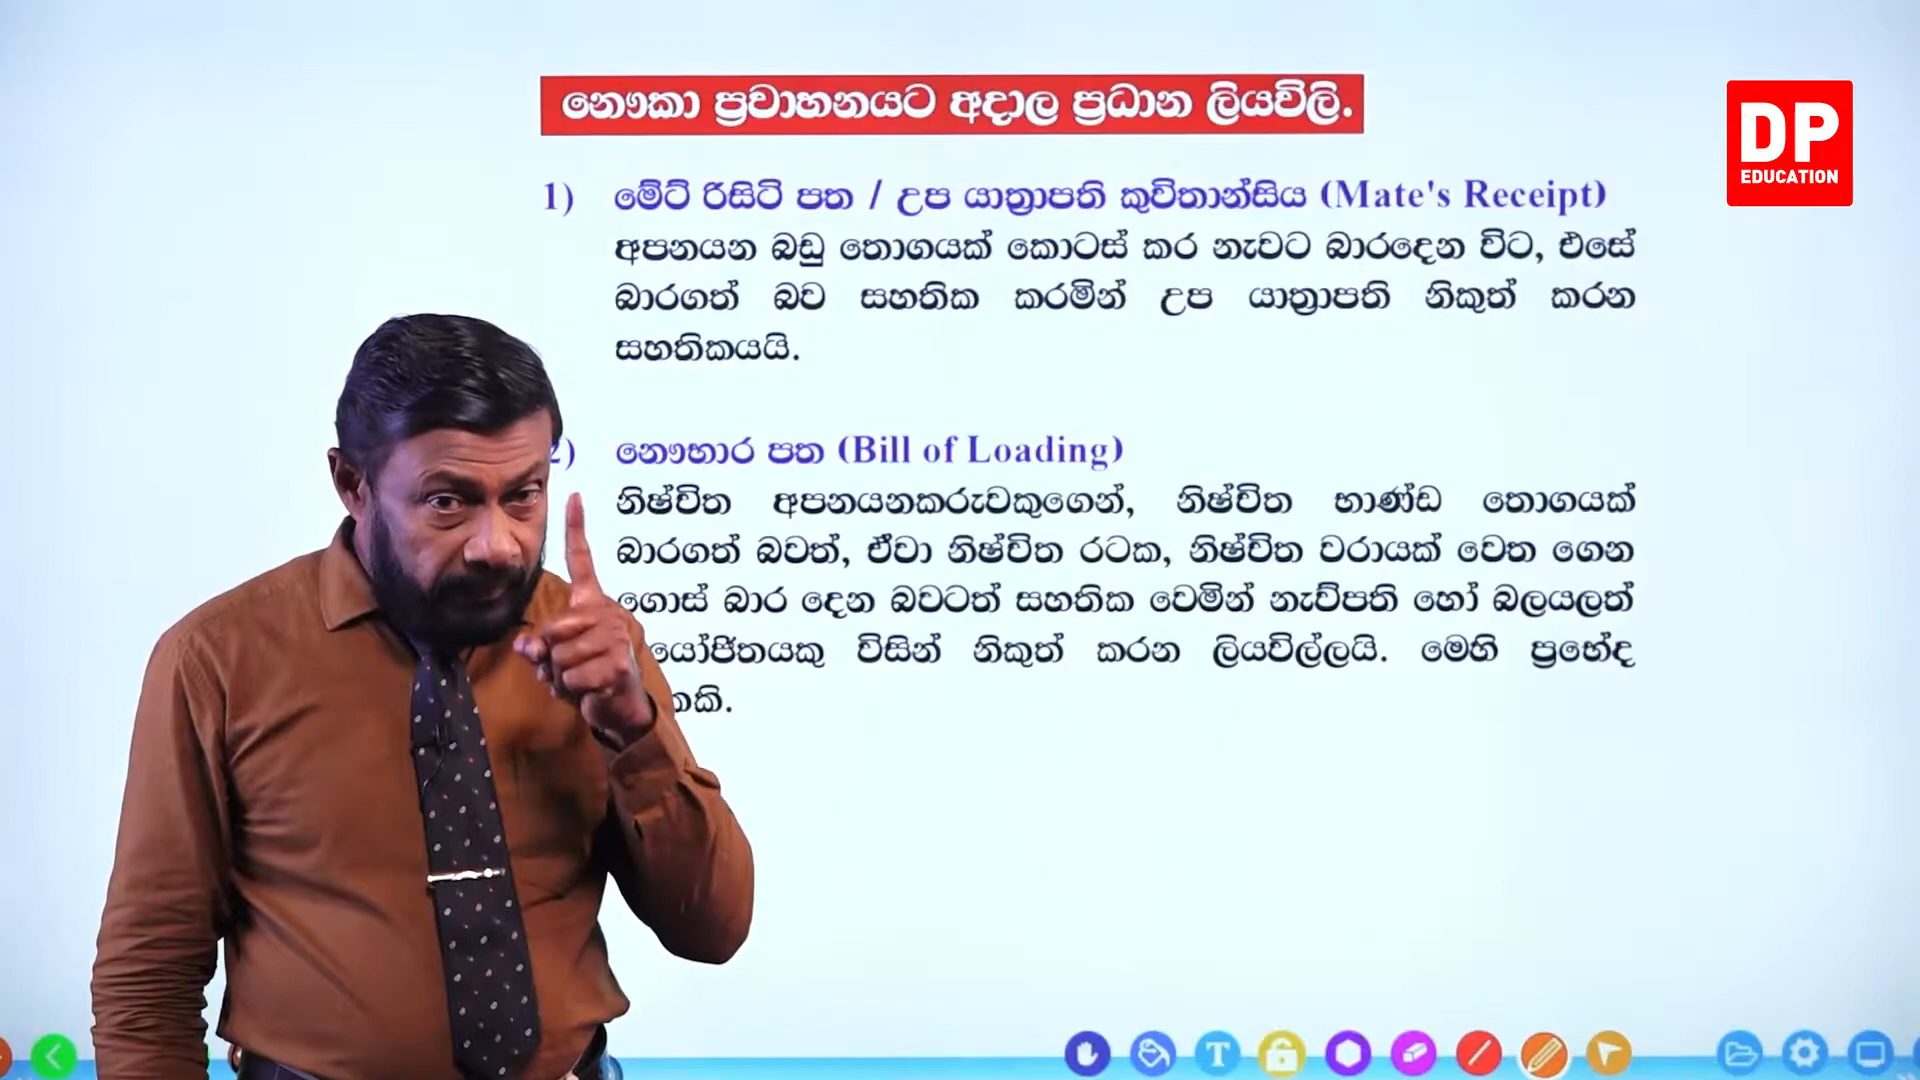 නෞකා ප්‍රවාහනයට අදාල ප්‍රධාන ලියවිලි.
DP
EDUCATION
1) මේට් රිසිට් පත / උප යාත්‍රාපති කුවිතාන්සිය (Mate's Receipt)
අපනයන බඩු තොගයක් කොටස් කර නැවට බාරදෙන විට, එසේ
බාරගත් බව සහතික කරමින් උප යාත්‍රාපති නිකුත් කරන
සහතිකයයි.
2) නෞභාර පත (Bill of Loading)
නිෂ්චිත අපනයනකරුවකුගෙන්, නිෂ්චිත භාණ්ඩ තොගයක්
බාරගත් බවත්, ඒවා නිෂ්චිත රටක, නිෂ්චිත වරායක් වෙත ගෙන
ගොස් බාර දෙන බවටත් සහතික වෙමින් නැව්පති හෝ බලයලත්
විසින් නිකුත් කරන ලියවිල්ලයි. මෙහි ප්‍රභේද